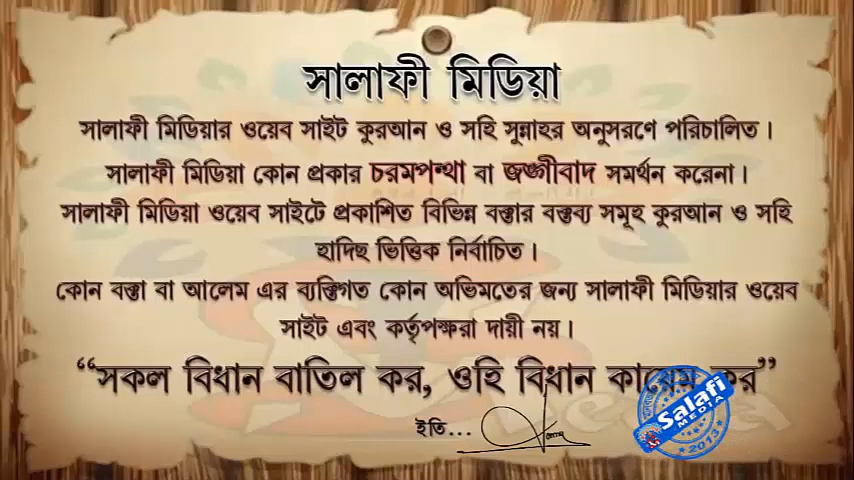 সালাফী মিডিয়া
সালাফী মিডিয়ার ওয়েব সাইট কুরআন ও সহি সুন্নাহর অনুসরণে পরিচালিত।
সালাফী মিডিয়া কোন প্রকার চরমপন্থা বা জঙ্গীবাদ সমর্থন করেনা।
সালাফী মিডিয়া ওয়েব সাইটে প্রকাশিত বিভিন্ন বক্তার বক্তব্য সমূহ কুরআন ও সহি
হাদিছ ভিত্তিক নির্বাচিত।
কোন বক্তা বা আলেম এর ব্যক্তিগত কোন অভিমতের জন্য সালাফী মিডিয়ার ওয়েব
সাইট এবং কর্তৃপক্ষরা দায়ী নয়।
“সকল বিধান বাতিল কর, ওহি বিধান কায়েম কর”
ইতি...
Salafi
MEDIA
2013